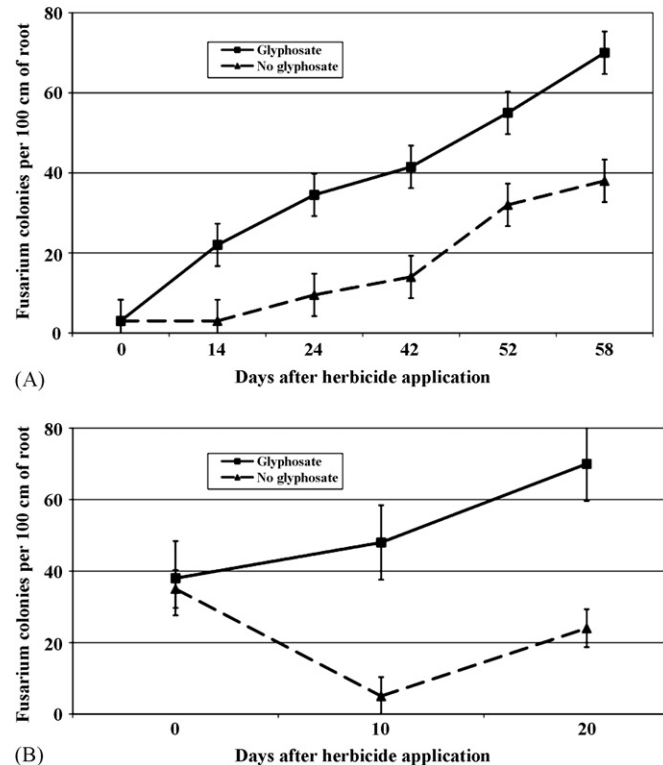 80
60
40
20
0
Fusarium colonies per 100 cm of root
Glyphosate
No glyphosate
0 14 24 42 52 58
Days after herbicide application
(A)
80
60
40
20
0
Fusarium colonies per 100 cm of root
Glyphosate
No glyphosate
0 10 20
Days after herbicide application
(B)